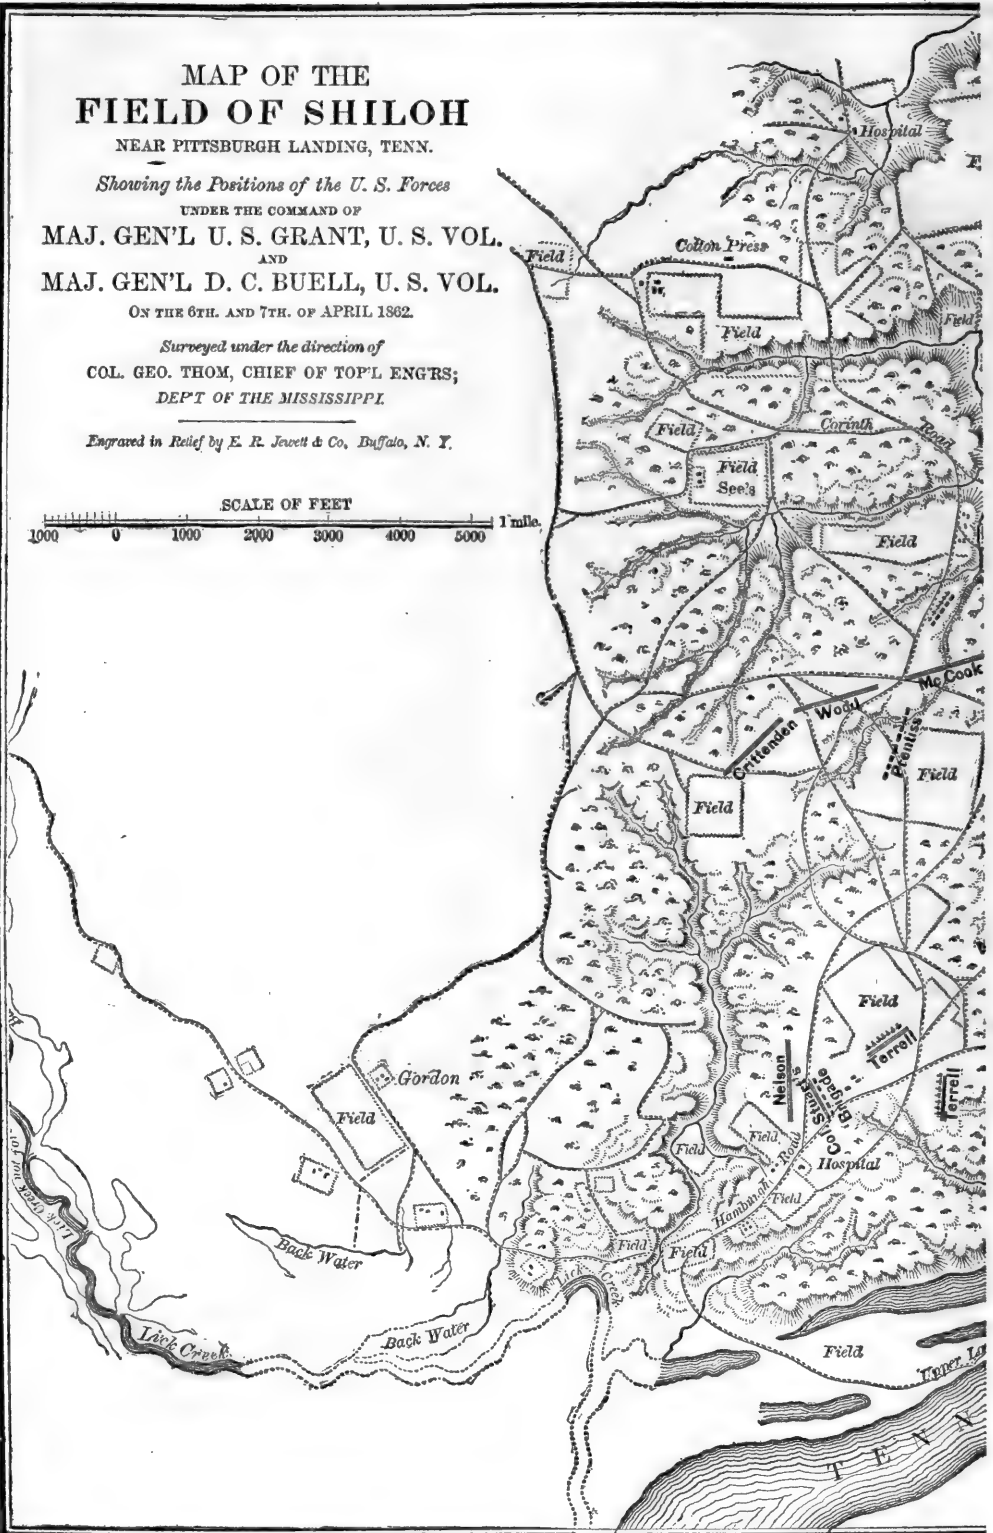 MAP OF THE
FIELD OF SHILOH
NEAR PITTSBURGH LANDING, TENN.
Showing the Positions of the U. S. Forces
UNDER THE COMMAND OF
MAJ. GEN'L U. S. GRANT, U. S. VOL.
AND
MAJ. GEN'L D. C. BUELL, U. S. VOL.
ON THE 6TH. AND 7TH. OF APRIL 1862.
Surveyed under the direction of
COL. GEO. THOM, CHIEF OF TOP'L ENG'RS;
DEP'T OF THE MISSISSIPPI.
Engraved in Relief by E. R. Jewett & Co, Buffalo, N. Y.
SCALE OF FEET
1000 0 1000 2000 3000 4000 5000 1 mile.
Hospital
Field
Cotton Press
Field
Field
Field
Corinth Road
Field
See's
Field
McCook
Wood
Crittenden
Prentiss
Field
Field
Field
Terrell
Terrell
Nelson
Col. Stuart's
Brigade
Gordon
Field
Field
Field
Hospital
Field
Hamburgh Road
Field
Field
Back Water
Lick Creek
Lick Creek
Back Water
Lick Creek
Field
Upper
TENN